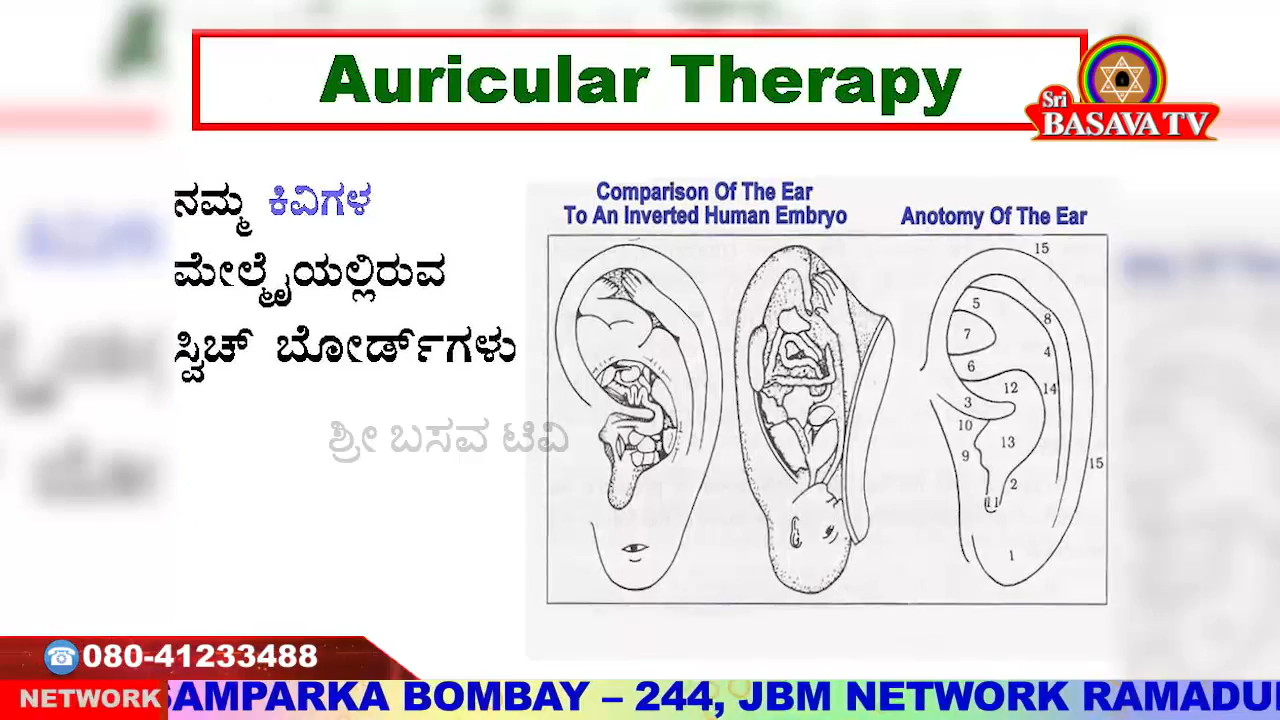 Auricular Therapy
Sri
BASAVA TV
ನಮ್ಮ ಕಿವಿಗಳ
ಮೇಲ್ಮೈಯಲ್ಲಿರುವ
ಸ್ವಿಚ್ ಬೋರ್ಡ್‌ಗಳು
ಶ್ರೀ ಬಸವ ಟಿವಿ
Comparison Of The Ear
To An Inverted Human Embryo
Anotomy Of The Ear
15
5
8
7
4
6
12
14
3
10
13
9
15
2
11
1
080-41233488
NETWORK
SAMPARKA BOMBAY – 244, JBM NETWORK RAMADUR